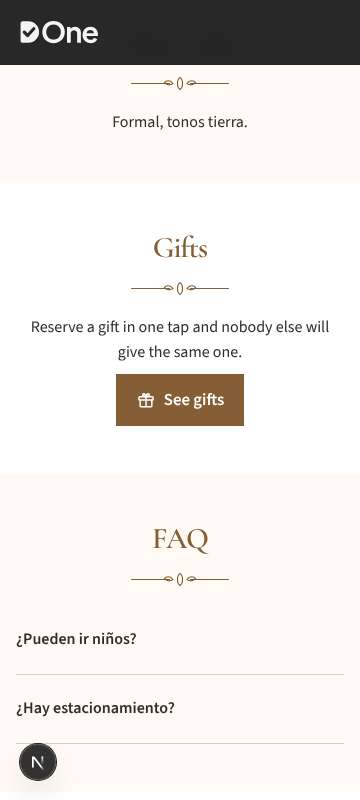 One
Formal, tonos tierra.
Gifts
Reserve a gift in one tap and nobody else will
give the same one.
See gifts
FAQ
¿Pueden ir niños?
¿Hay estacionamiento?
N